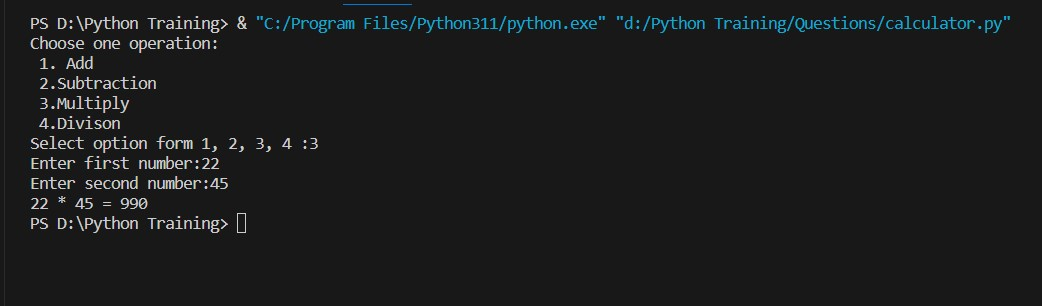 PS D:\Python Training> & "C:/Program Files/Python311/python.exe" "d:/Python Training/Questions/calculator.py"
Choose one operation:
 1. Add
 2.Subtraction
 3.Multiply
 4.Divison
Select option form 1, 2, 3, 4 :3
Enter first number:22
Enter second number:45
22 * 45 = 990
PS D:\Python Training>